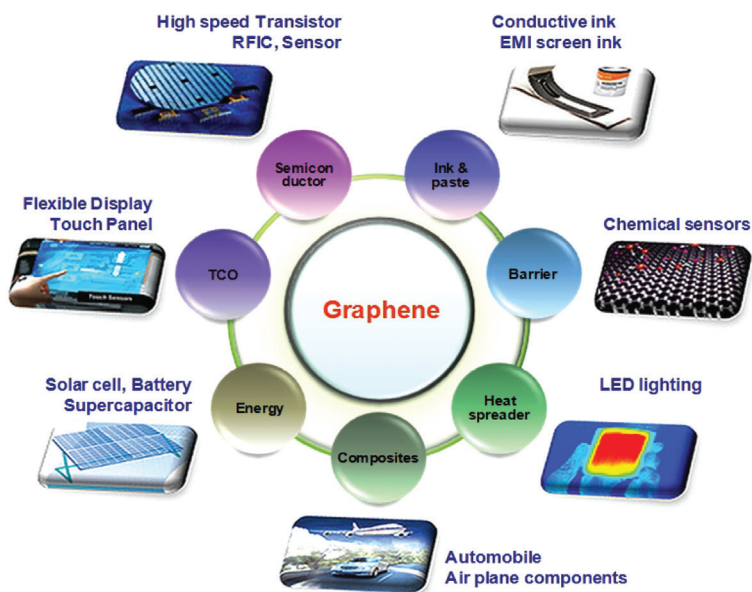 High speed Transistor
RFIC, Sensor
Conductive ink
EMI screen ink
Semicon
ductor
Ink &
paste
Flexible Display
Touch Panel
TCO
Touch Sensors
Barrier
Chemical sensors
Graphene
Solar cell, Battery
Supercapacitor
Energy
Heat
spreader
LED lighting
Composites
Automobile
Air plane components